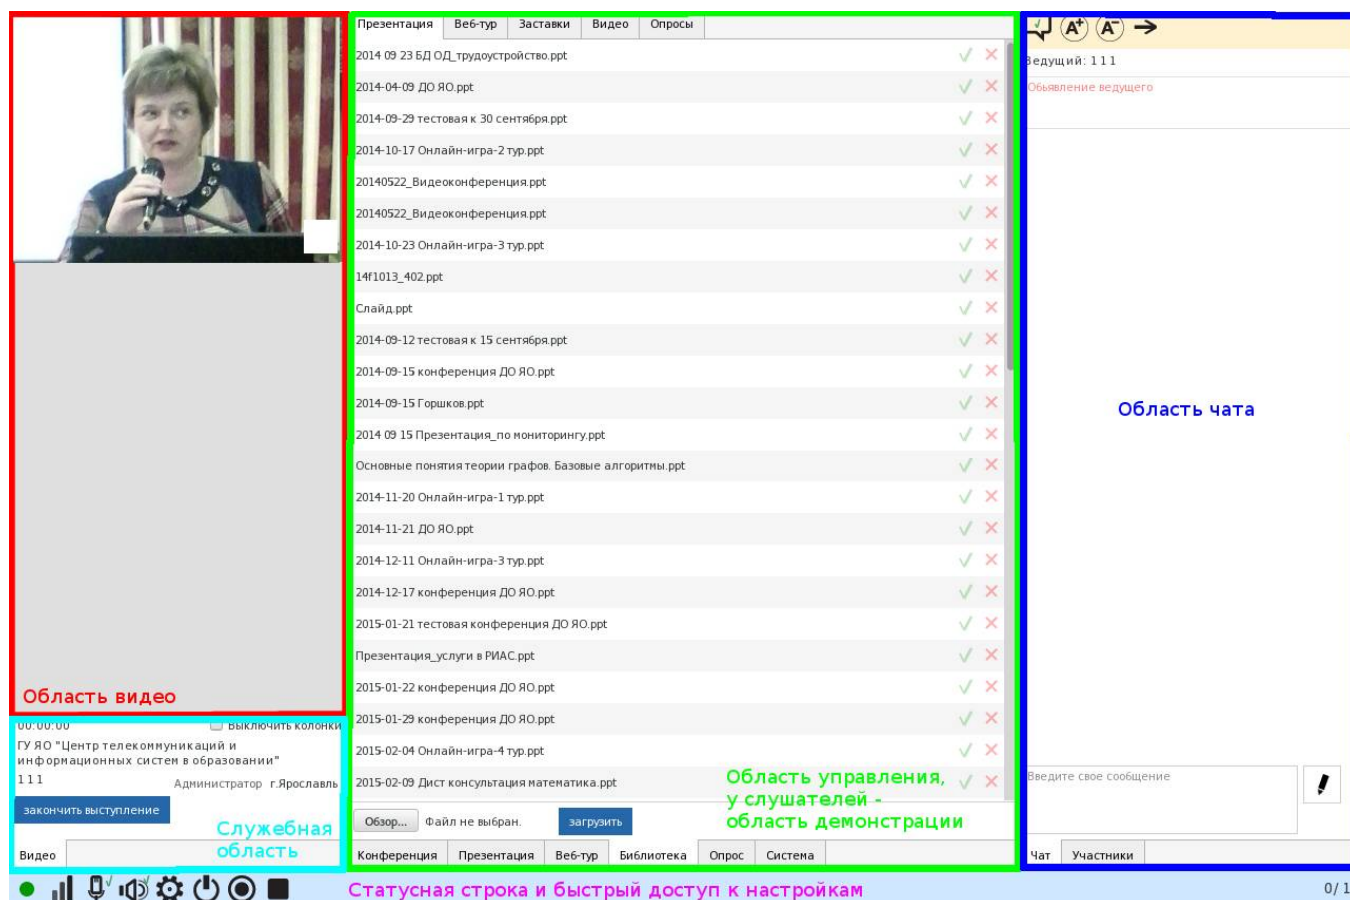 Презентация Веб-тур Заставки Видео Опросы
2014 09 23 БД ОД_трудоустройство.ppt
2014-04-09 ДО ЯО.ppt
2014-09-29 тестовая к 30 сентября.ppt
2014-10-17 Онлайн-игра-2 тур.ppt
20140522_Видеоконференция.ppt
20140522_Видеоконференция.ppt
2014-10-23 Онлайн-игра-3 тур.ppt
14f1013_402.ppt
Слайд.ppt
2014-09-12 тестовая к 15 сентября.ppt
2014-09-15 конференция ДО ЯО.ppt
2014-09-15 Горшков.ppt
2014 09 15 Презентация_по мониторингу.ppt
Основные понятия теории графов. Базовые алгоритмы.ppt
2014-11-20 Онлайн-игра-1 тур.ppt
2014-11-21 ДО ЯО.ppt
2014-12-11 Онлайн-игра-3 тур.ppt
2014-12-17 конференция ДО ЯО.ppt
2015-01-21 тестовая конференция ДО ЯО.ppt
Презентация_услуги в РИАС.ppt
2015-01-22 конференция ДО ЯО.ppt
2015-01-29 конференция ДО ЯО.ppt
2015-02-04 Онлайн-игра-4 тур.ppt
2015-02-09 Дист консультация математика.ppt
Область управления,
у слушателей -
область демонстрации
Обзор... Файл не выбран. загрузить
Конференция Презентация Веб-тур Библиотека Опрос Система
Область видео
00:00:00 Выключить колонки
ГУ ЯО "Центр телекоммуникаций и
информационных систем в образовании"
111 Администратор г.Ярославль
закончить выступление
Служебная
область
Видео
A+ A-
Ведущий: 111
Объявление ведущего
Область чата
Введите свое сообщение
Чат Участники
Статусная строка и быстрый доступ к настройкам
0/1